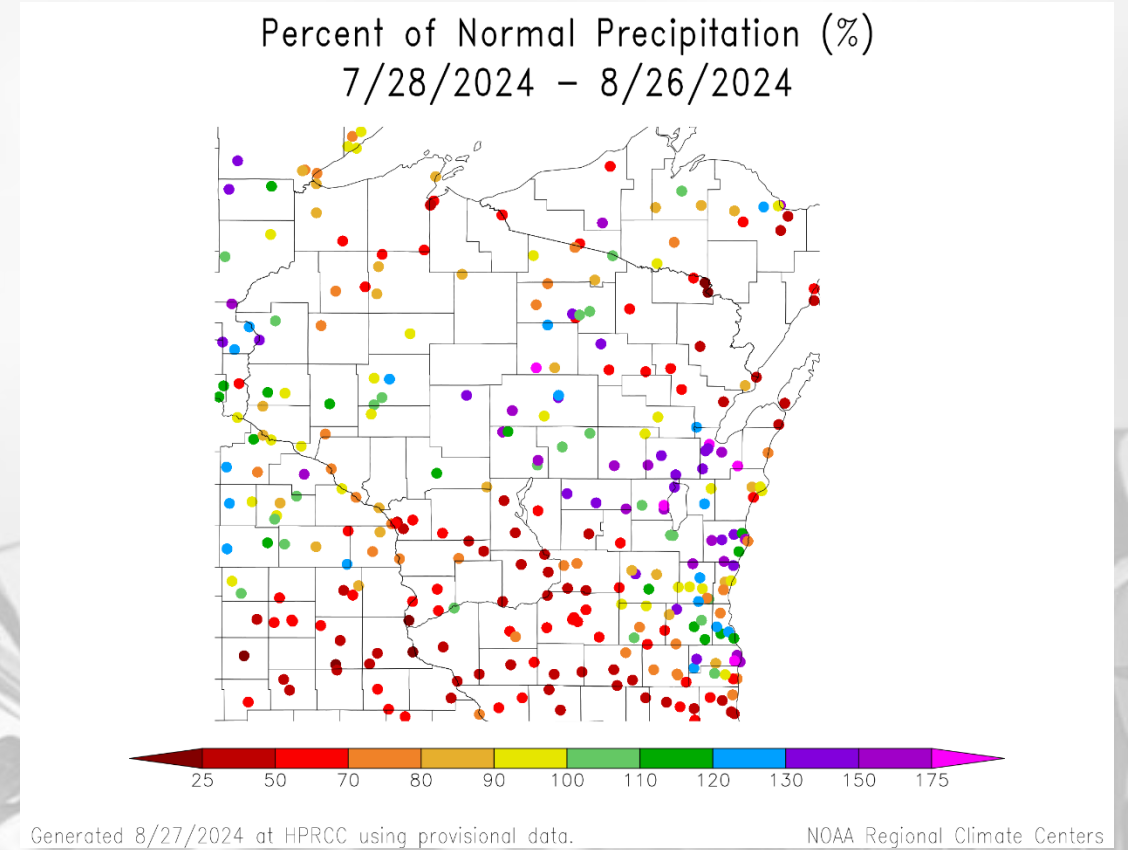 Percent of Normal Precipitation (%)
7/28/2024 – 8/26/2024
25 50 70 80 90 100 110 120 130 150 175
Generated 8/27/2024 at HPRCC using provisional data.
NOAA Regional Climate Centers